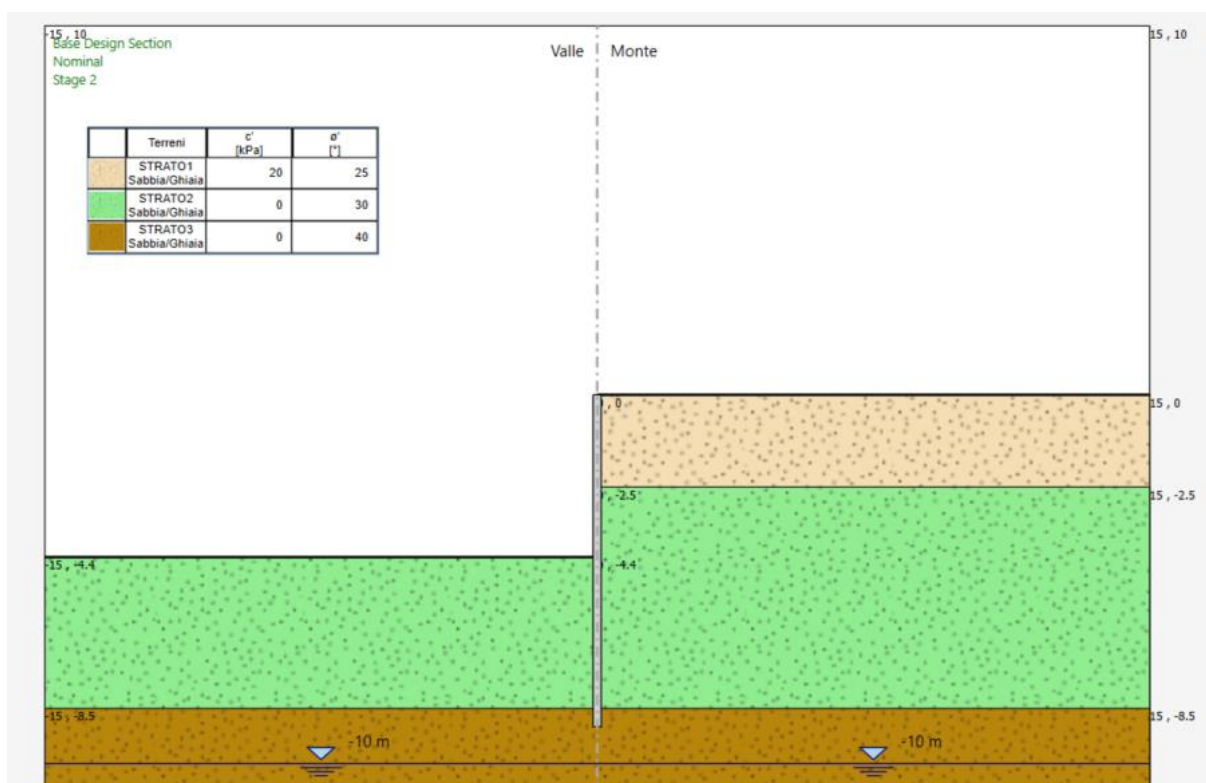 -15 , 10
Base Design Section
Nominal
Stage 2
Valle
Monte
15 , 10
Terreni c' [kPa] ø' [°]
STRATO1 Sabbia/Ghiaia 20 25
STRATO2 Sabbia/Ghiaia 0 30
STRATO3 Sabbia/Ghiaia 0 40
, 0
15 , 0
, -2.5
15 , -2.5
-15 , -4.4
, -4.4
-15 , -8.5
15 , -8.5
-10 m
-10 m